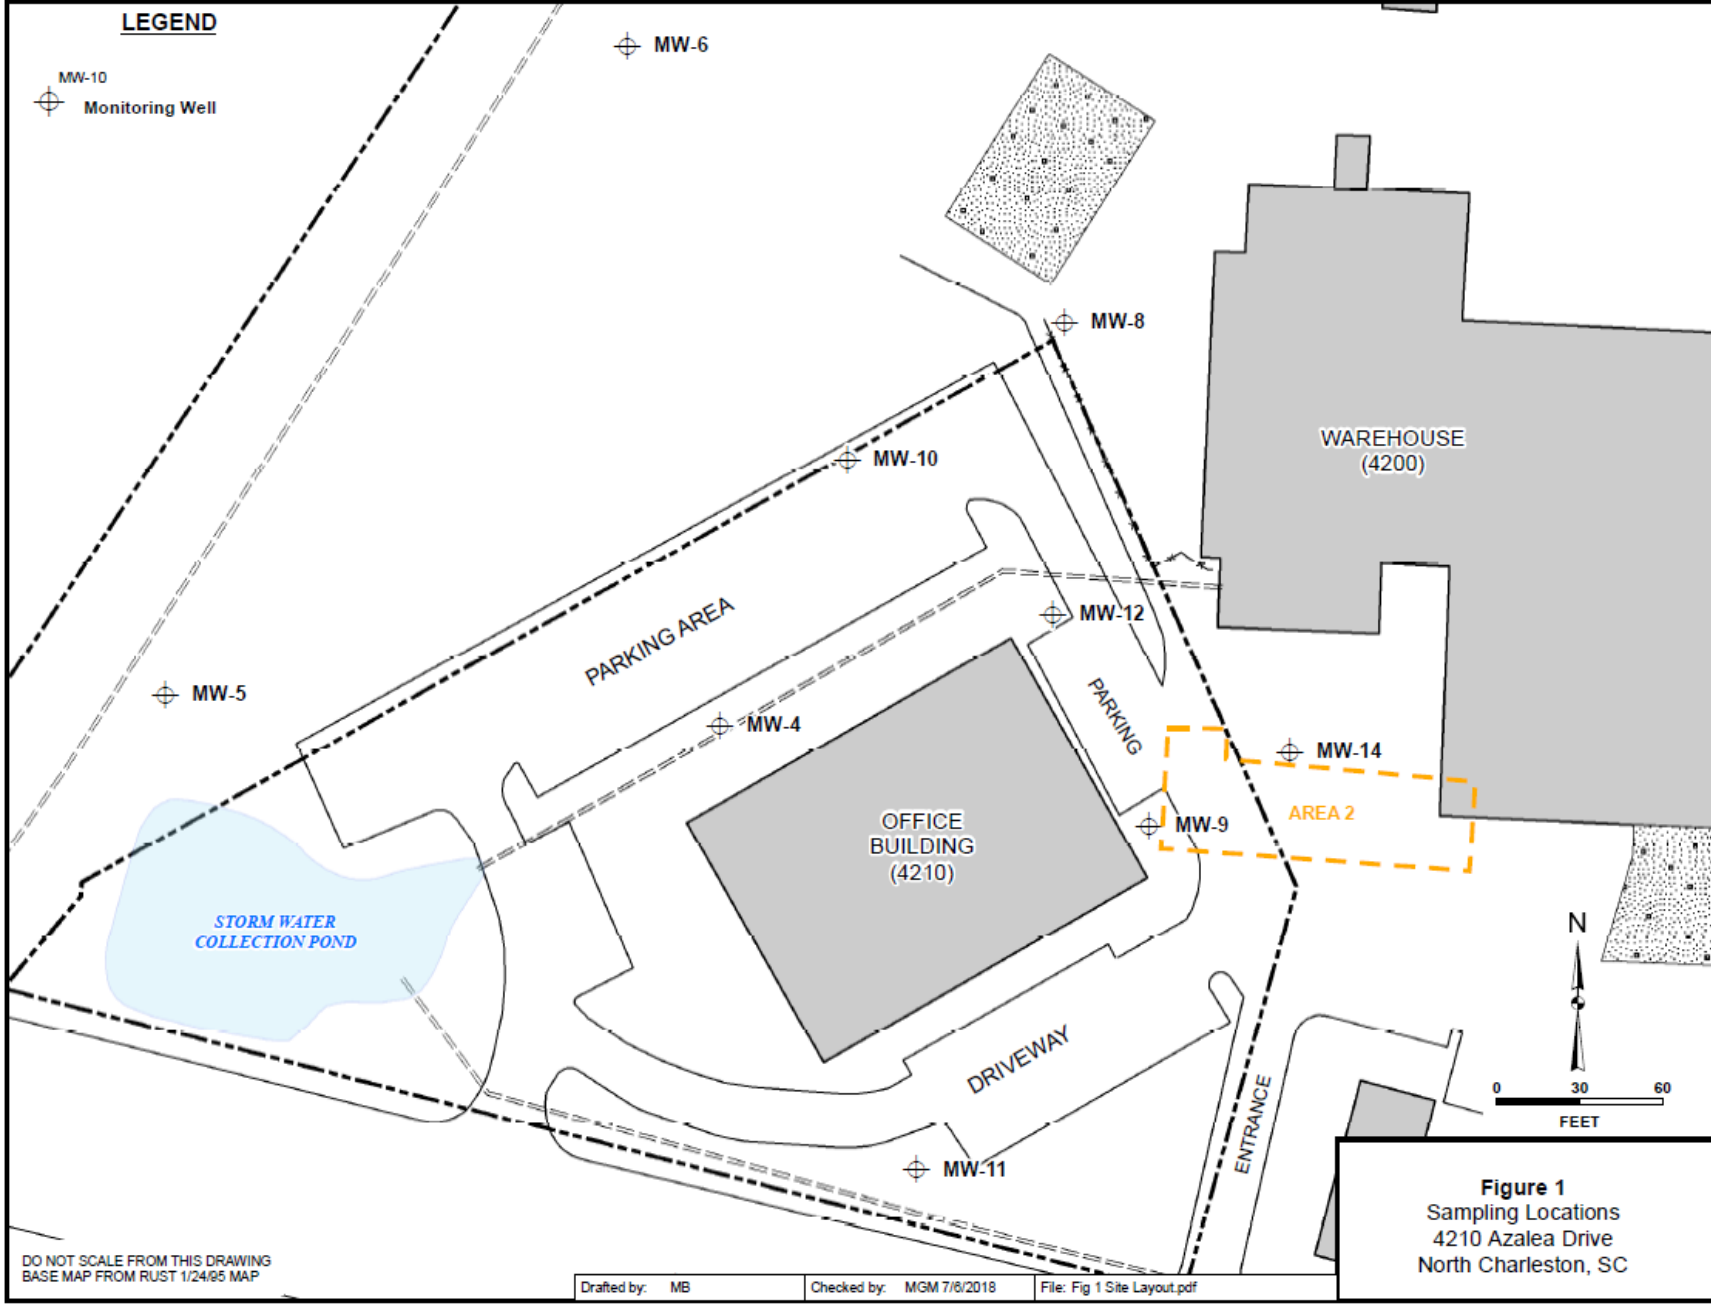 LEGEND
MW-10
Monitoring Well
MW-6
MW-8
WAREHOUSE
(4200)
MW-10
PARKING AREA
MW-12
MW-5
MW-4
PARKING
MW-14
AREA 2
MW-9
OFFICE
BUILDING
(4210)
STORM WATER
COLLECTION POND
N
DRIVEWAY
ENTRANCE
0 30 60
FEET
MW-11
Figure 1
Sampling Locations
4210 Azalea Drive
North Charleston, SC
DO NOT SCALE FROM THIS DRAWING
BASE MAP FROM RUST 1/24/95 MAP
Drafted by: MB
Checked by: MGM 7/6/2018
File: Fig 1 Site Layout.pdf